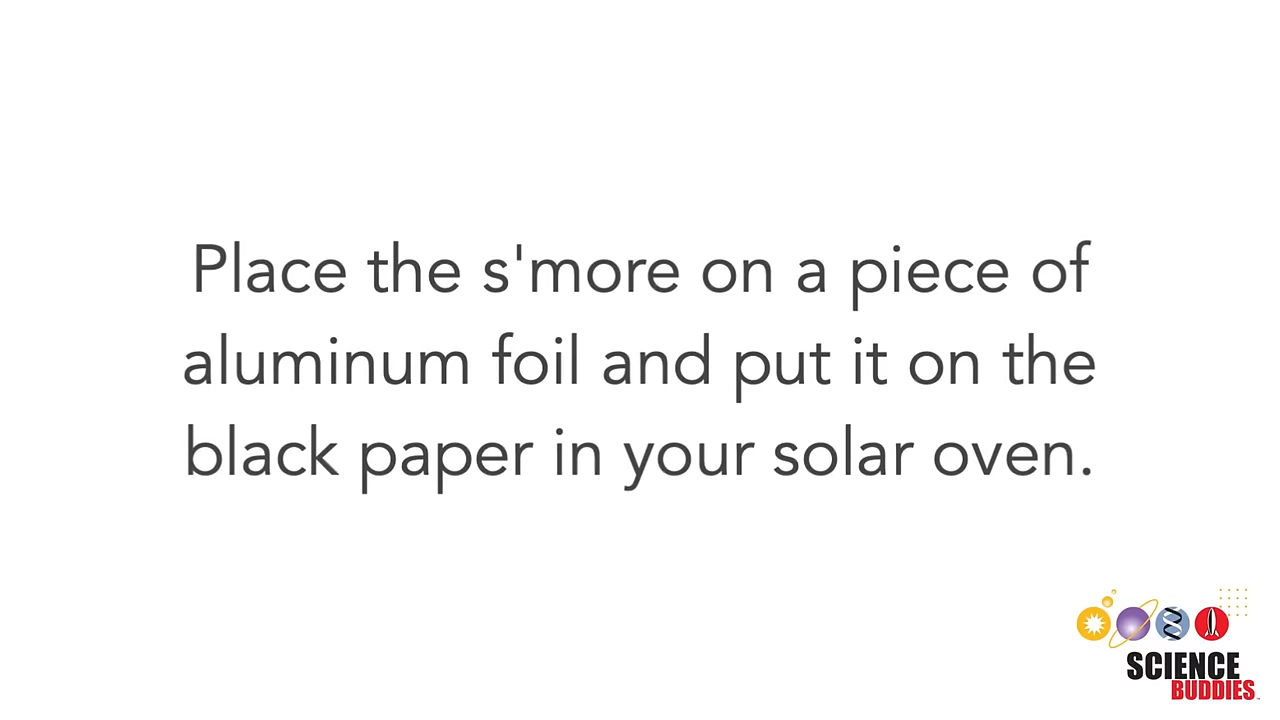 Place the s'more on a piece of
aluminum foil and put it on the
black paper in your solar oven.
SCIENCE
BUDDIES